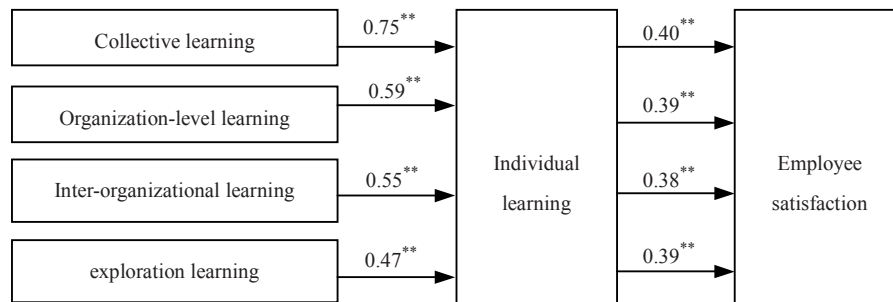 Collective learning
0.75**
0.40**
Organization-level learning
0.59**
0.39**
Inter-organizational learning
0.55**
Individual
learning
0.38**
Employee
satisfaction
exploration learning
0.47**
0.39**